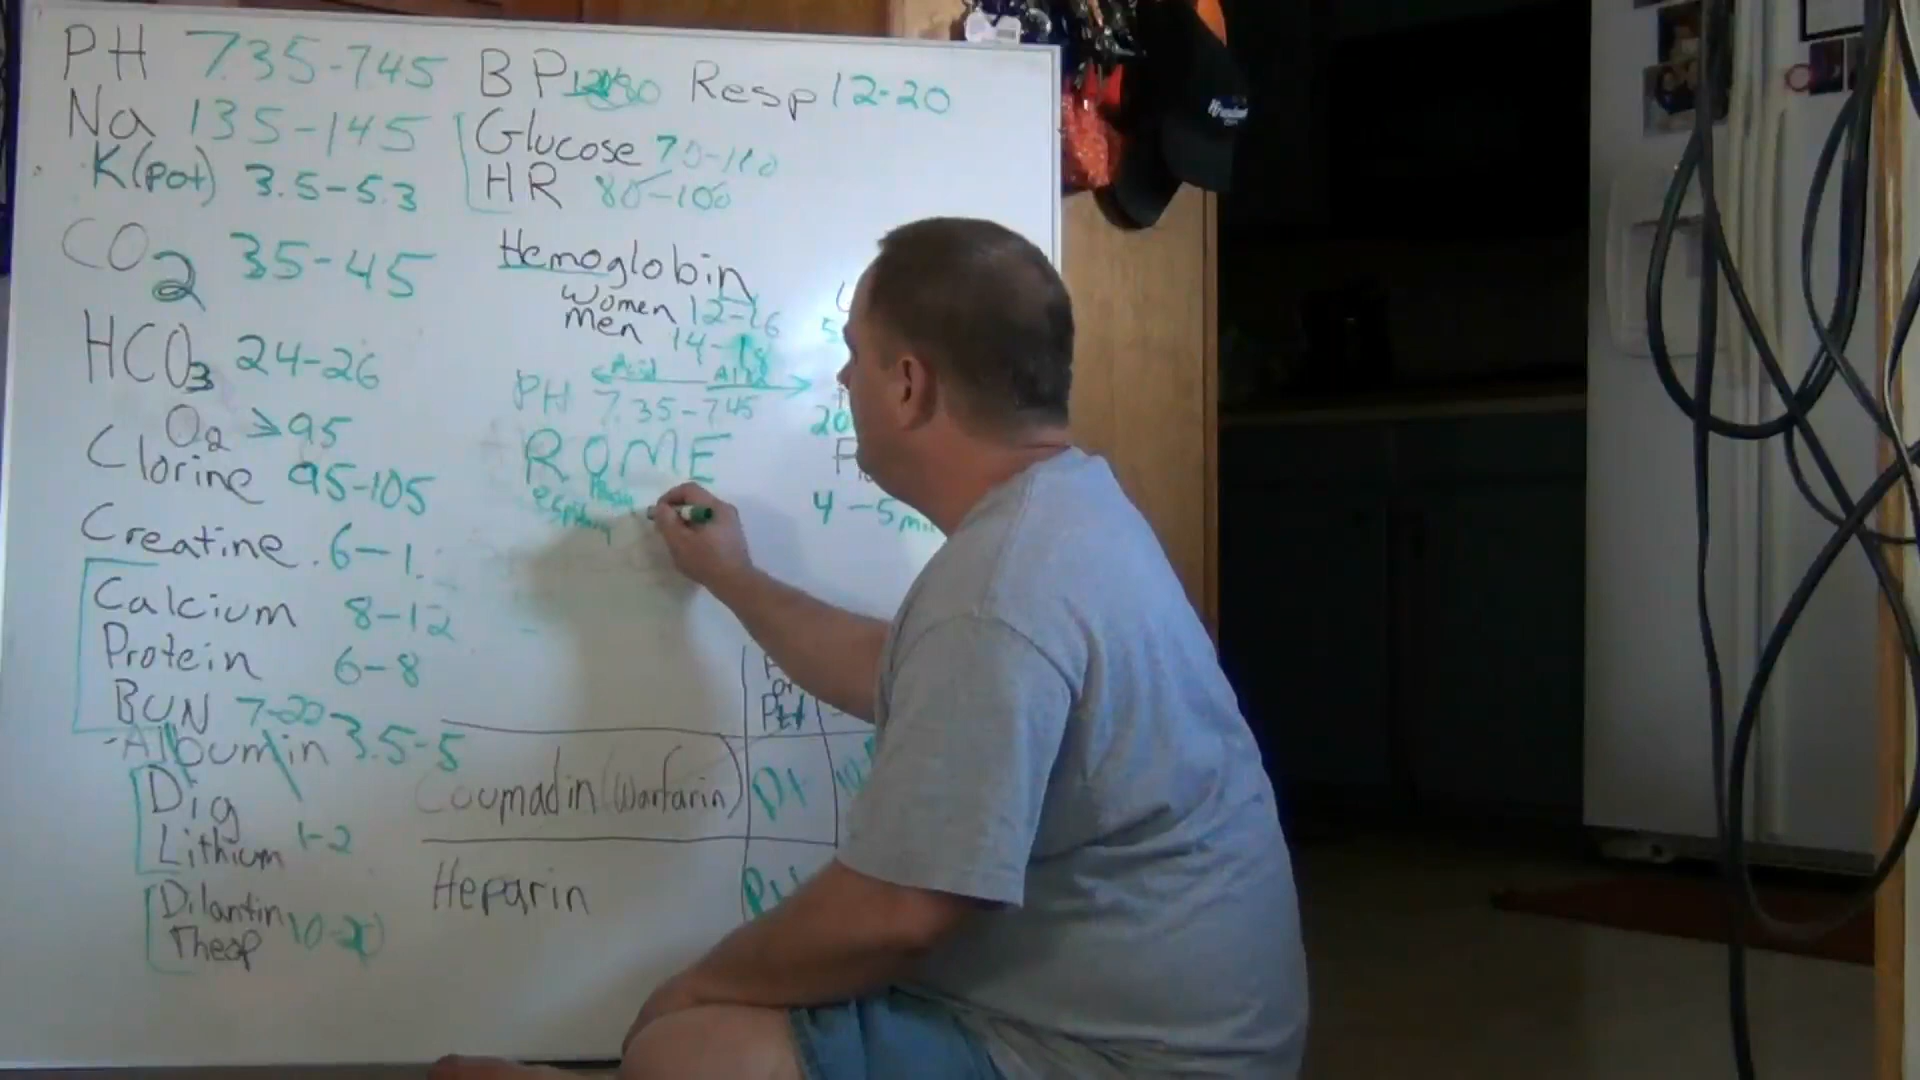 PH 7.35-7.45
Na 135-145
K(pot) 3.5-5.3
CO2 35-45
HCO3 24-26
O2 ≥95
Clorine 95-105
Creatine .6-1.
Calcium 8-12
Protein 6-8
BUN 7-20
-Albumin 3.5-5
Dig
Lithium 1-2
Dilantin 10-20
Theop
BP 120/80 Resp 12-20
Glucose 70-110
HR 80-100
Hemoglobin
Women 12-16
men 14-18
Acid Alka
PH 7.35-7.45
ROME
espitory
20
4-5 mi
Coumadin (Warfarin) Pt
Heparin